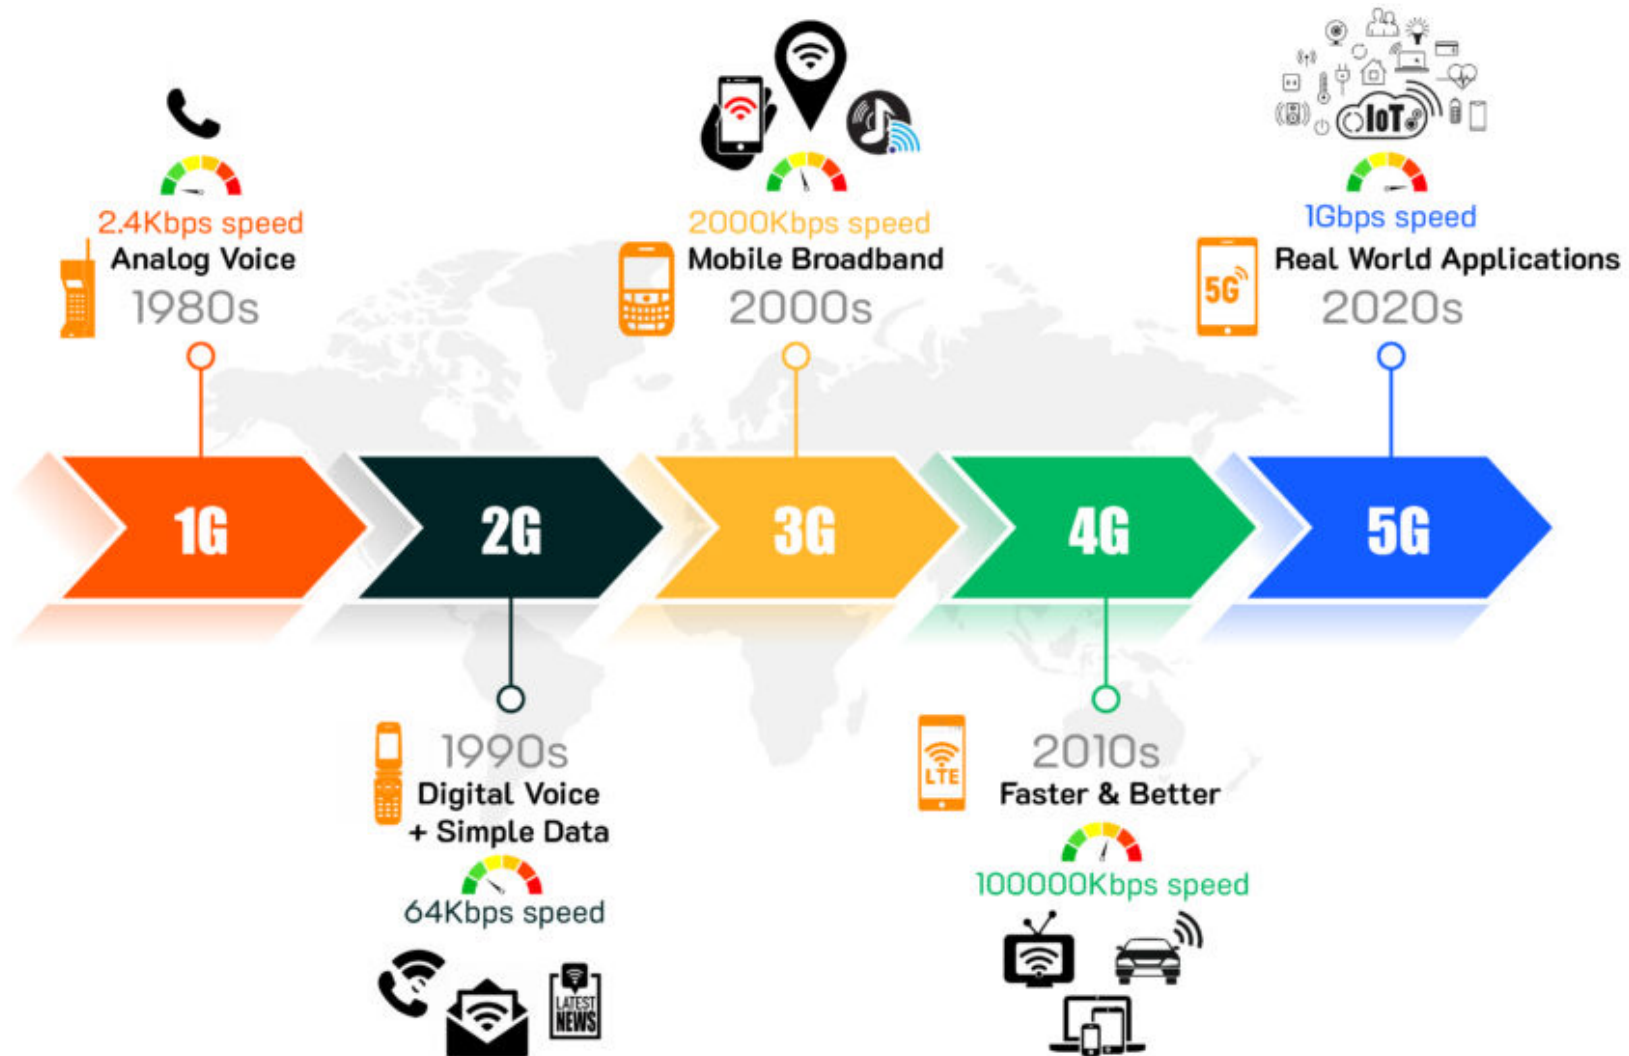 IoT
2.4Kbps speed
Analog Voice
1980s
2000Kbps speed
Mobile Broadband
2000s
1Gbps speed
Real World Applications
5G
2020s
1G
2G
3G
4G
5G
1990s
Digital Voice
+ Simple Data
64Kbps speed
LATEST
NEWS
LTE
2010s
Faster & Better
100000Kbps speed